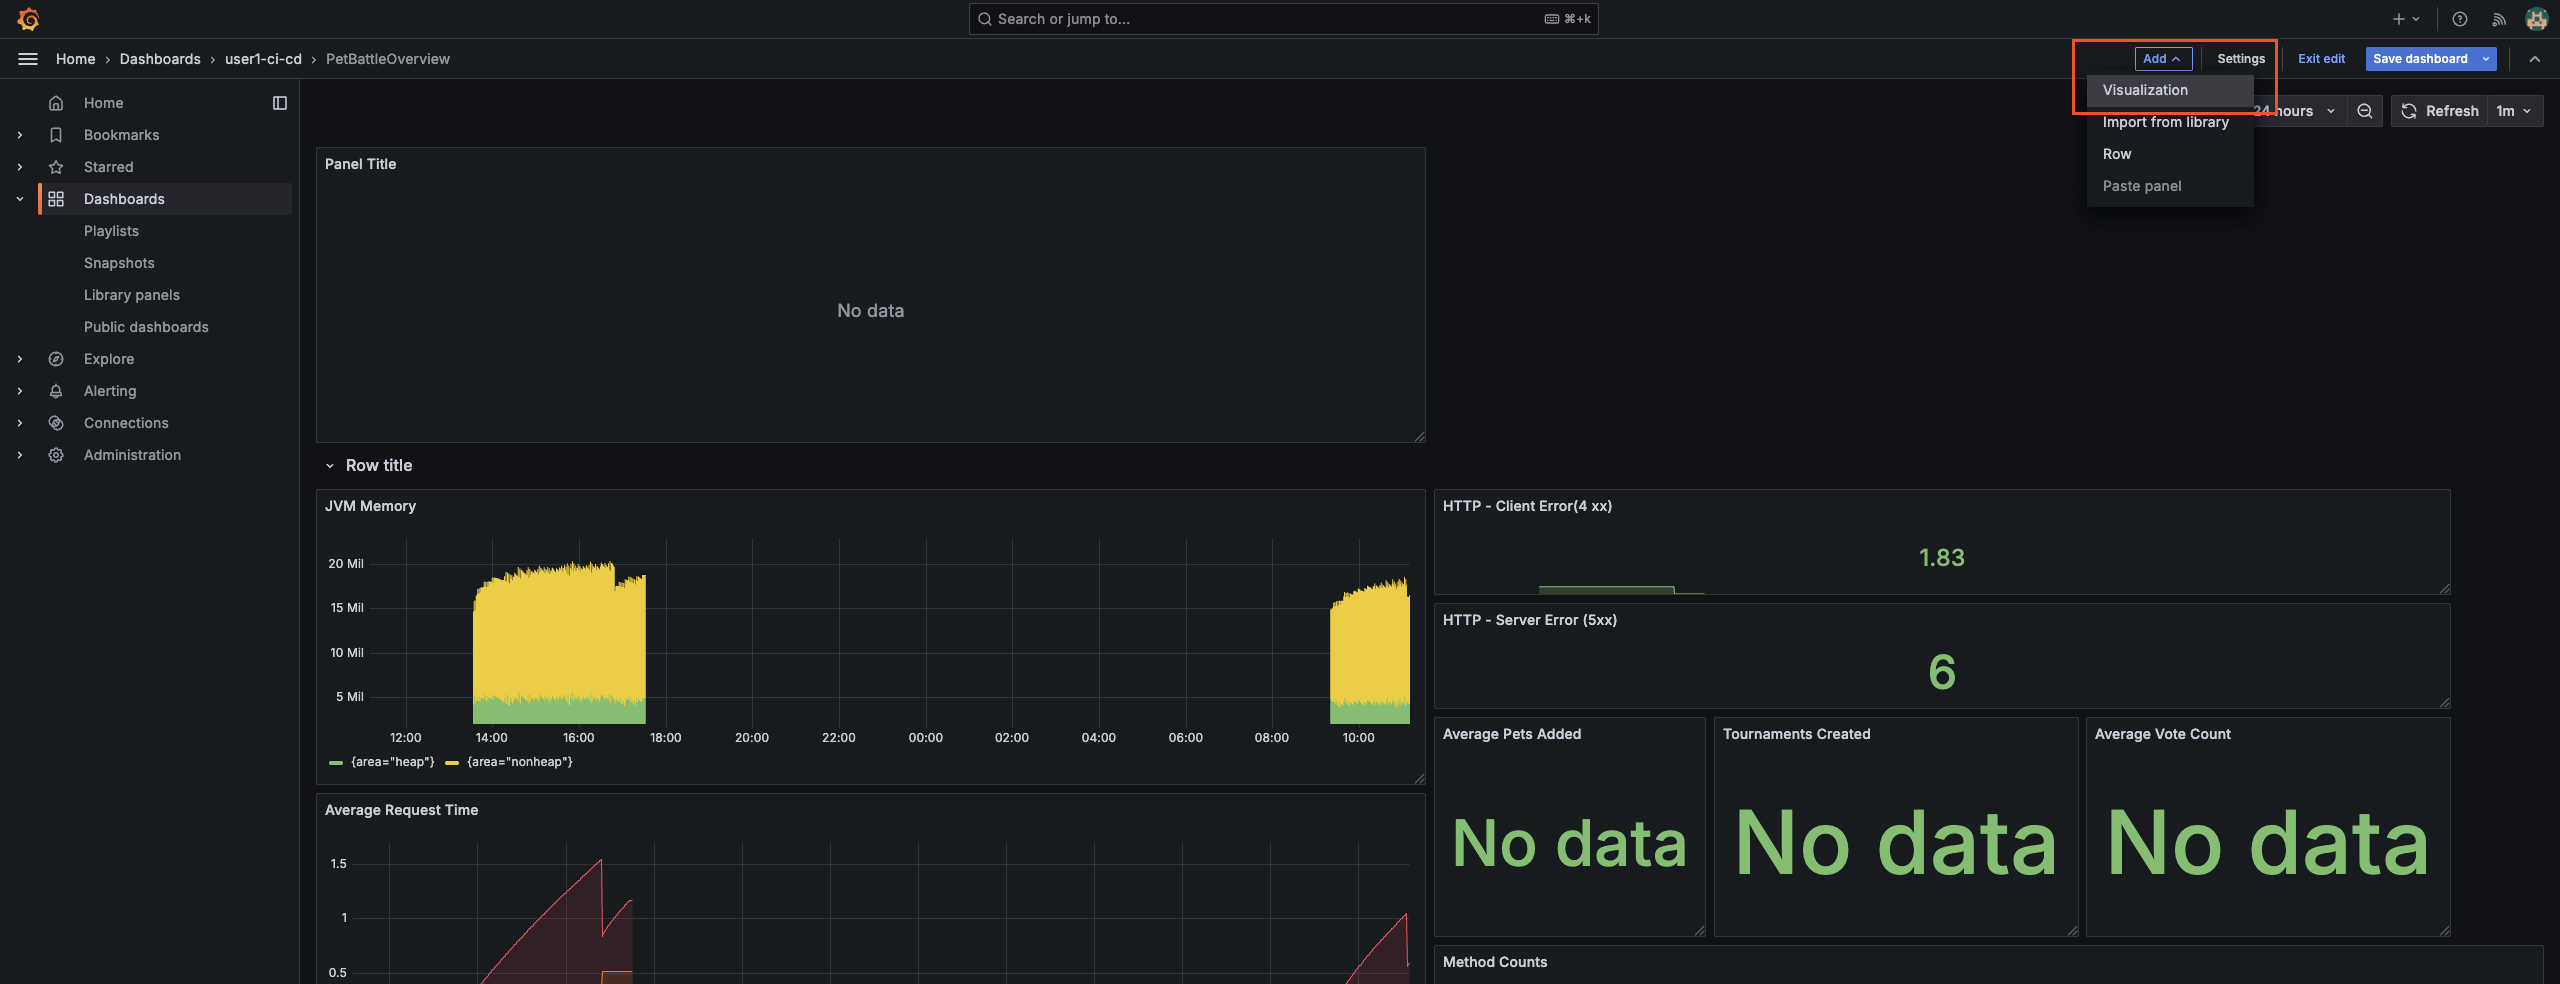 Search or jump to...
⌘+k
Home › Dashboards › user1-ci-cd › PetBattleOverview
Add
Settings
Exit edit
Save dashboard
Visualization
Import from library
Row
Paste panel
24 hours
Refresh
1m
Home
Bookmarks
Starred
Dashboards
Playlists
Snapshots
Library panels
Public dashboards
Explore
Alerting
Connections
Administration
Panel Title
No data
Row title
JVM Memory
20 Mil
15 Mil
10 Mil
5 Mil
12:00 14:00 16:00 18:00 20:00 22:00 00:00 02:00 04:00 06:00 08:00 10:00
{area="heap"} {area="nonheap"}
HTTP - Client Error(4 xx)
1.83
HTTP - Server Error (5xx)
6
Average Pets Added
No data
Tournaments Created
No data
Average Vote Count
No data
Average Request Time
1.5
1
0.5
Method Counts